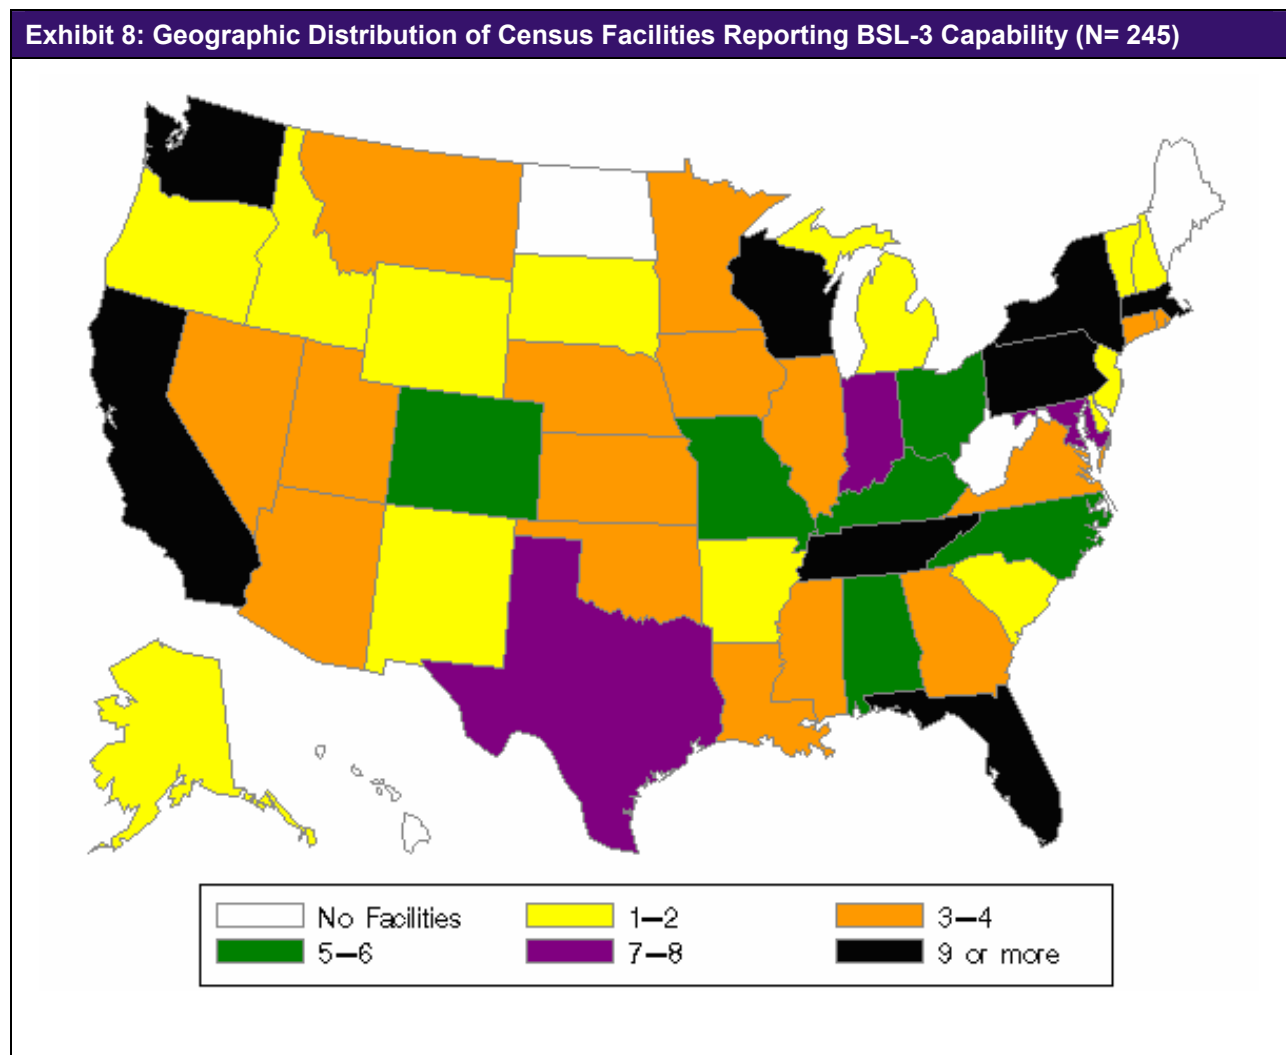 Exhibit 8: Geographic Distribution of Census Facilities Reporting BSL-3 Capability (N= 245)
No Facilities 1—2 3—4
5—6 7—8 9 or more